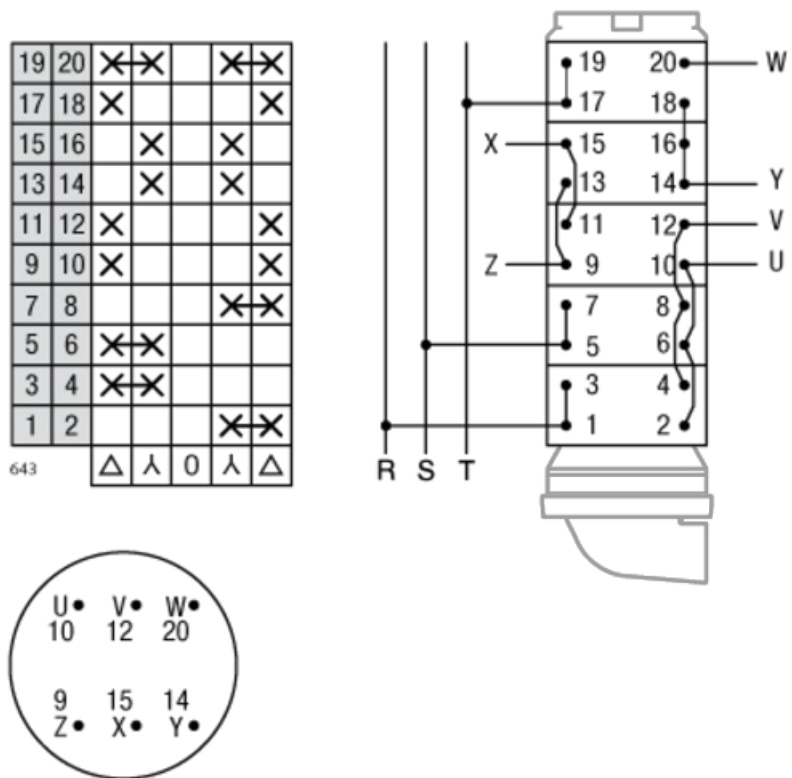 19 20
17 18
15 16
13 14
11 12
9 10
7 8
5 6
3 4
1 2
643
△ ⅄ 0 ⅄ △
R S T
19 20 W
17 18
X 15 16
13 14 Y
11 12 V
Z 9 10 U
7 8
5 6
3 4
1 2
U V W
10 12 20
9 15 14
Z X Y